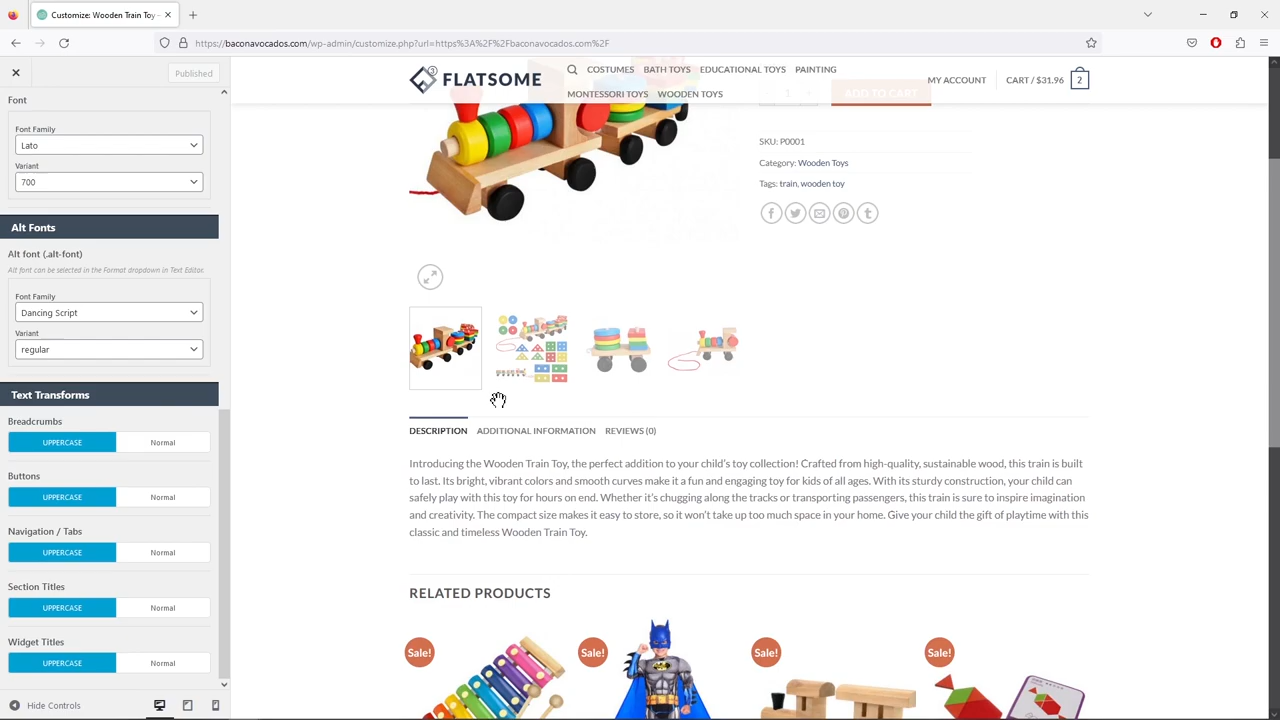 Customize: Wooden Train Toy -
https://baconavocados.com/wp-admin/customize.php?url=https%3A%2F%2Fbaconavocados.com%2F
Published
Font
Font Family
Lato
Variant
700
Alt Fonts
Alt font (.alt-font)
Alt font can be selected in the Format dropdown in Text Editor.
Font Family
Dancing Script
Variant
regular
Text Transforms
Breadcrumbs
UPPERCASE Normal
Buttons
UPPERCASE Normal
Navigation / Tabs
UPPERCASE Normal
Section Titles
UPPERCASE Normal
Widget Titles
UPPERCASE Normal
Hide Controls
3 FLATSOME
COSTUMES BATH TOYS EDUCATIONAL TOYS PAINTING
MONTESSORI TOYS WOODEN TOYS
MY ACCOUNT CART / $31.96 2
1 + ADD TO CART
SKU: P0001
Category: Wooden Toys
Tags: train, wooden toy
DESCRIPTION ADDITIONAL INFORMATION REVIEWS (0)
Introducing the Wooden Train Toy, the perfect addition to your child's toy collection! Crafted from high-quality, sustainable wood, this train is built
to last. Its bright, vibrant colors and smooth curves make it a fun and engaging toy for kids of all ages. With its sturdy construction, your child can
safely play with this toy for hours on end. Whether it's chugging along the tracks or transporting passengers, this train is sure to inspire imagination
and creativity. The compact size makes it easy to store, so it won't take up too much space in your home. Give your child the gift of playtime with this
classic and timeless Wooden Train Toy.
RELATED PRODUCTS
Sale! Sale! Sale! Sale!